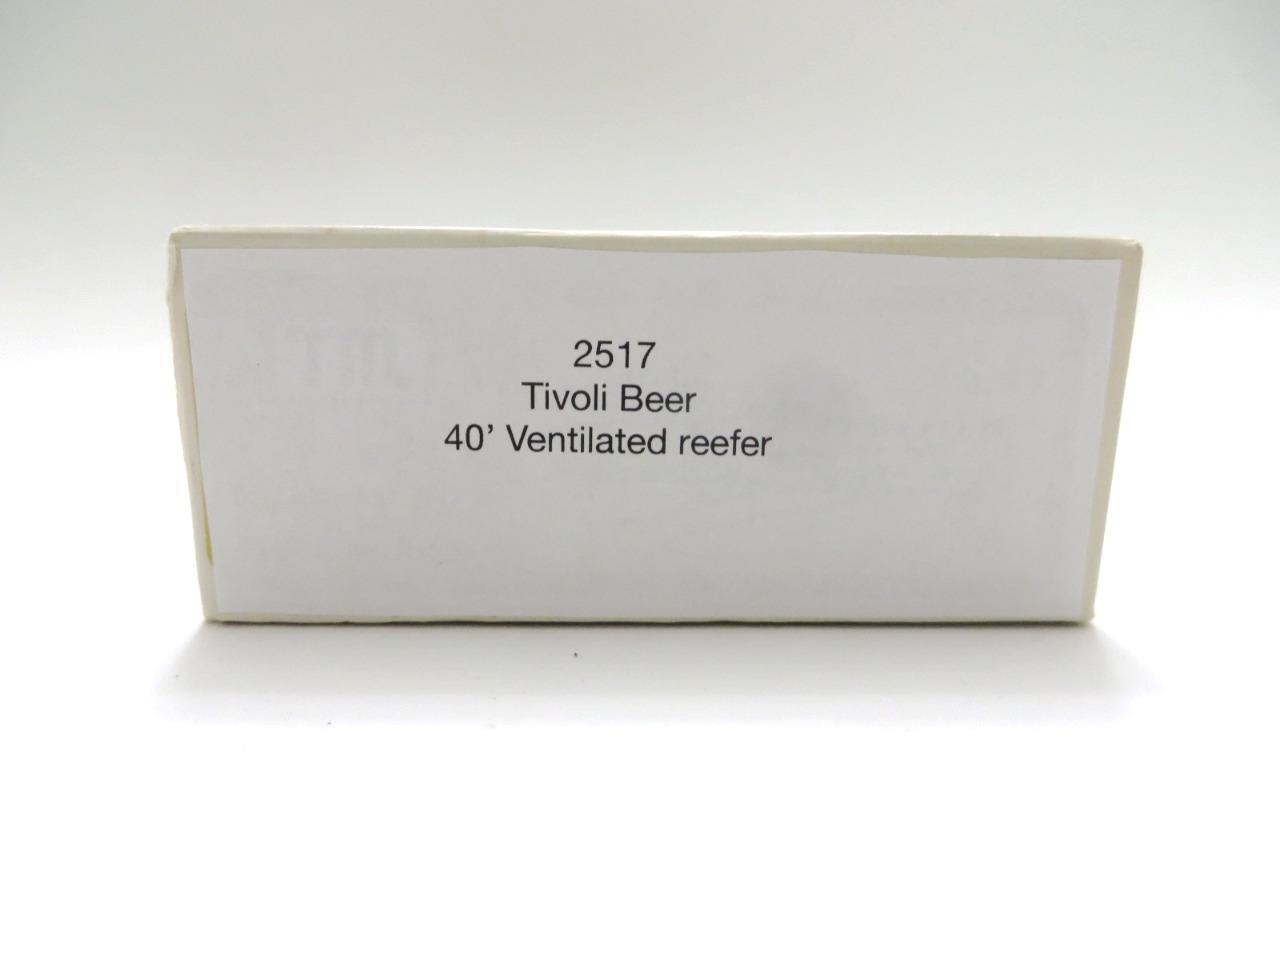 2517
Tivoli Beer
40’ Ventilated reefer